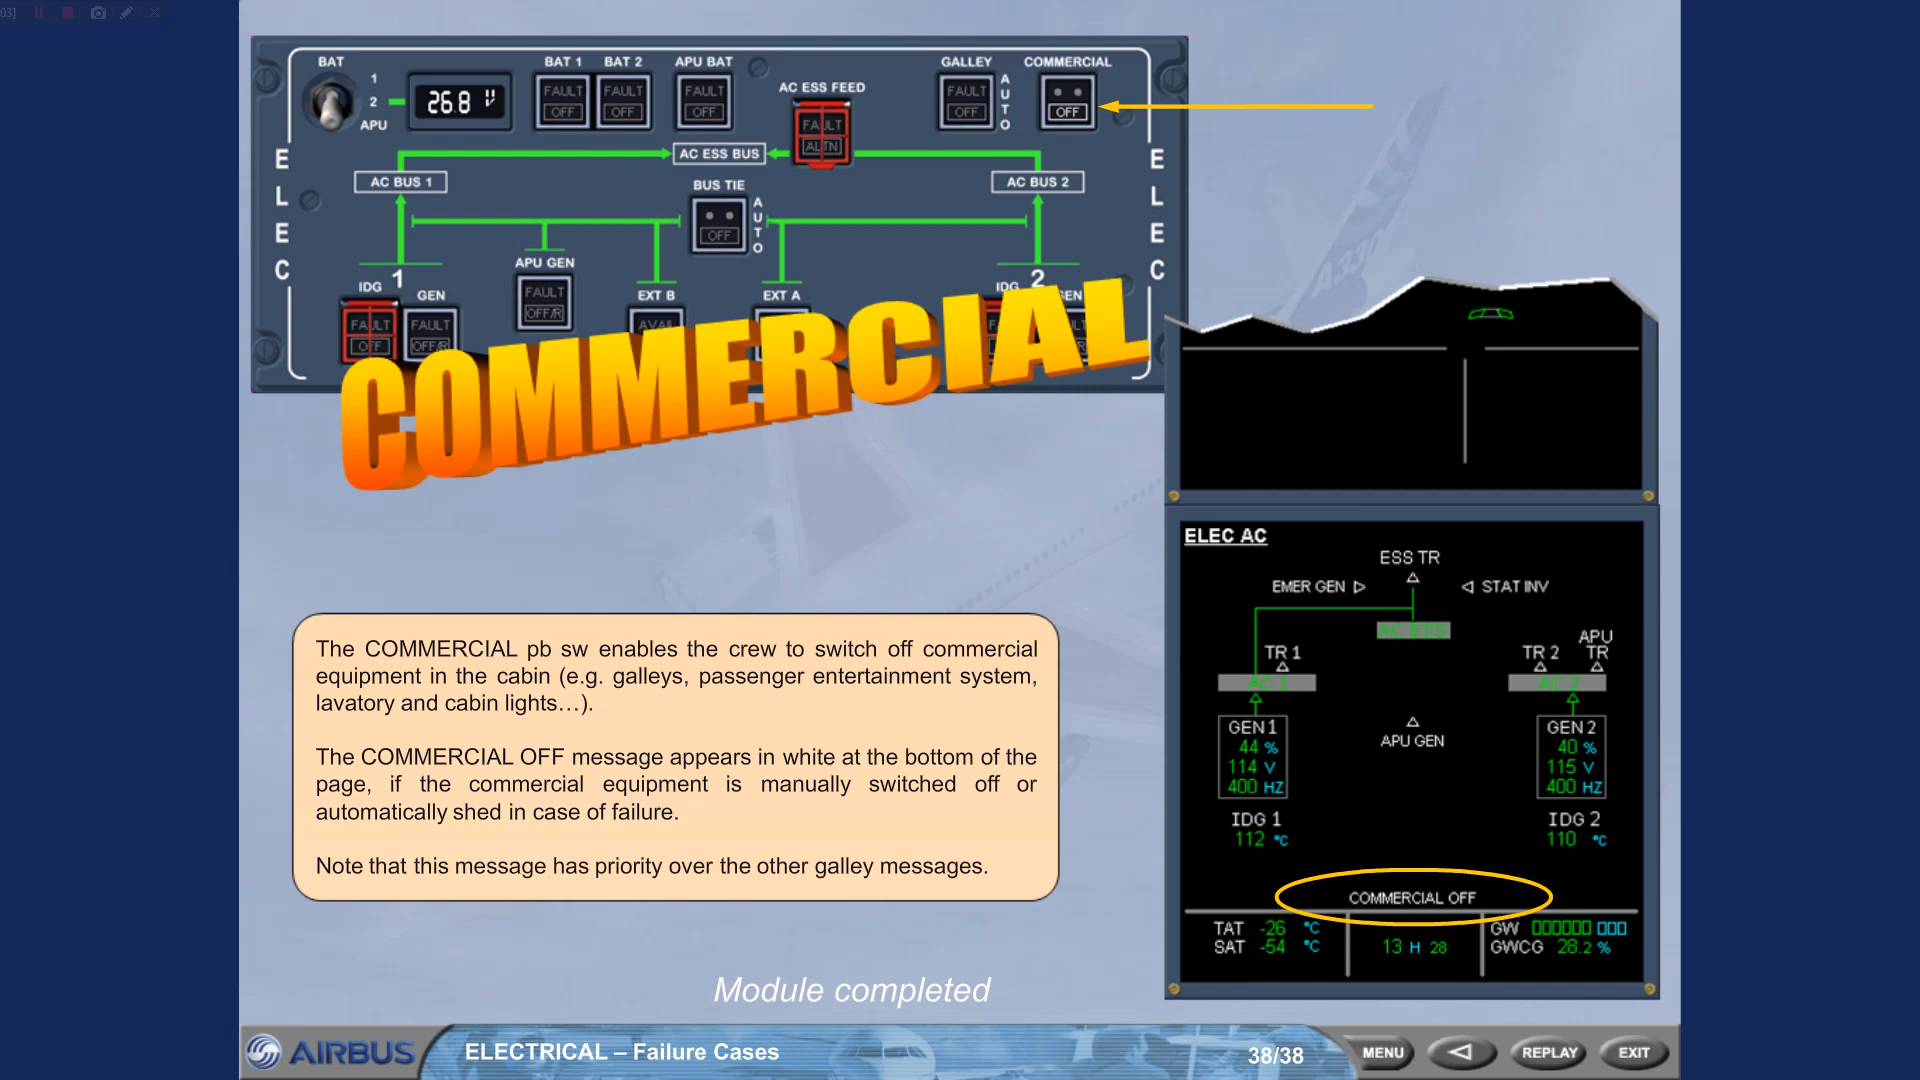 03]
BAT
BAT 1
BAT 2
APU BAT
AC ESS FEED
GALLEY
COMMERCIAL
1
2
APU
26.8 V
FAULT
OFF
FAULT
OFF
FAULT
OFF
FAULT
ALTN
FAULT
OFF
AUTO
OFF
ELEC
ELEC
AC BUS 1
AC ESS BUS
AC BUS 2
BUS TIE
OFF
AUTO
APU GEN
FAULT
OFF/R
1
IDG
GEN
FAULT
OFF
FAULT
OFF/R
EXT B
AVAIL
EXT A
2
IDG
COMMERCIAL
A330
The COMMERCIAL pb sw enables the crew to switch off commercial
equipment in the cabin (e.g. galleys, passenger entertainment system,
lavatory and cabin lights…).
The COMMERCIAL OFF message appears in white at the bottom of the
page, if the commercial equipment is manually switched off or
automatically shed in case of failure.
Note that this message has priority over the other galley messages.
Module completed
ELEC AC
ESS TR
EMER GEN
STAT INV
AC ESS
TR 1
TR 2
APU
TR
AC 1
AC 2
GEN 1
44 %
114 V
400 HZ
APU GEN
GEN 2
40 %
115 V
400 HZ
IDG 1
112 °C
IDG 2
110 °C
COMMERCIAL OFF
TAT -26 °C
SAT -54 °C
13 H 28
GW
GWCG 28.2 %
AIRBUS
ELECTRICAL – Failure Cases
38/38
MENU
REPLAY
EXIT